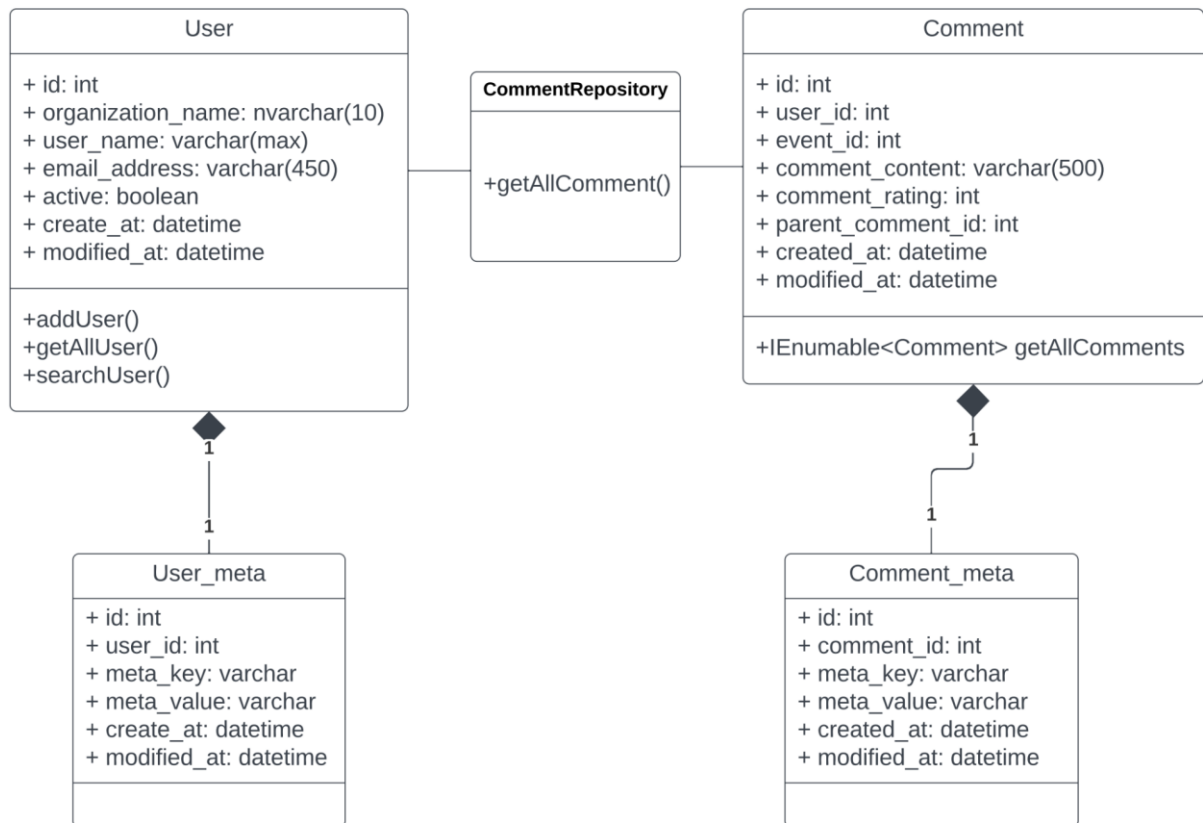 User
+ id: int
+ organization_name: nvarchar(10)
+ user_name: varchar(max)
+ email_address: varchar(450)
+ active: boolean
+ create_at: datetime
+ modified_at: datetime
+addUser()
+getAllUser()
+searchUser()
CommentRepository
+getAllComment()
Comment
+ id: int
+ user_id: int
+ event_id: int
+ comment_content: varchar(500)
+ comment_rating: int
+ parent_comment_id: int
+ created_at: datetime
+ modified_at: datetime
+IEnumable<Comment> getAllComments
1
1
User_meta
+ id: int
+ user_id: int
+ meta_key: varchar
+ meta_value: varchar
+ create_at: datetime
+ modified_at: datetime
1
1
Comment_meta
+ id: int
+ comment_id: int
+ meta_key: varchar
+ meta_value: varchar
+ created_at: datetime
+ modified_at: datetime